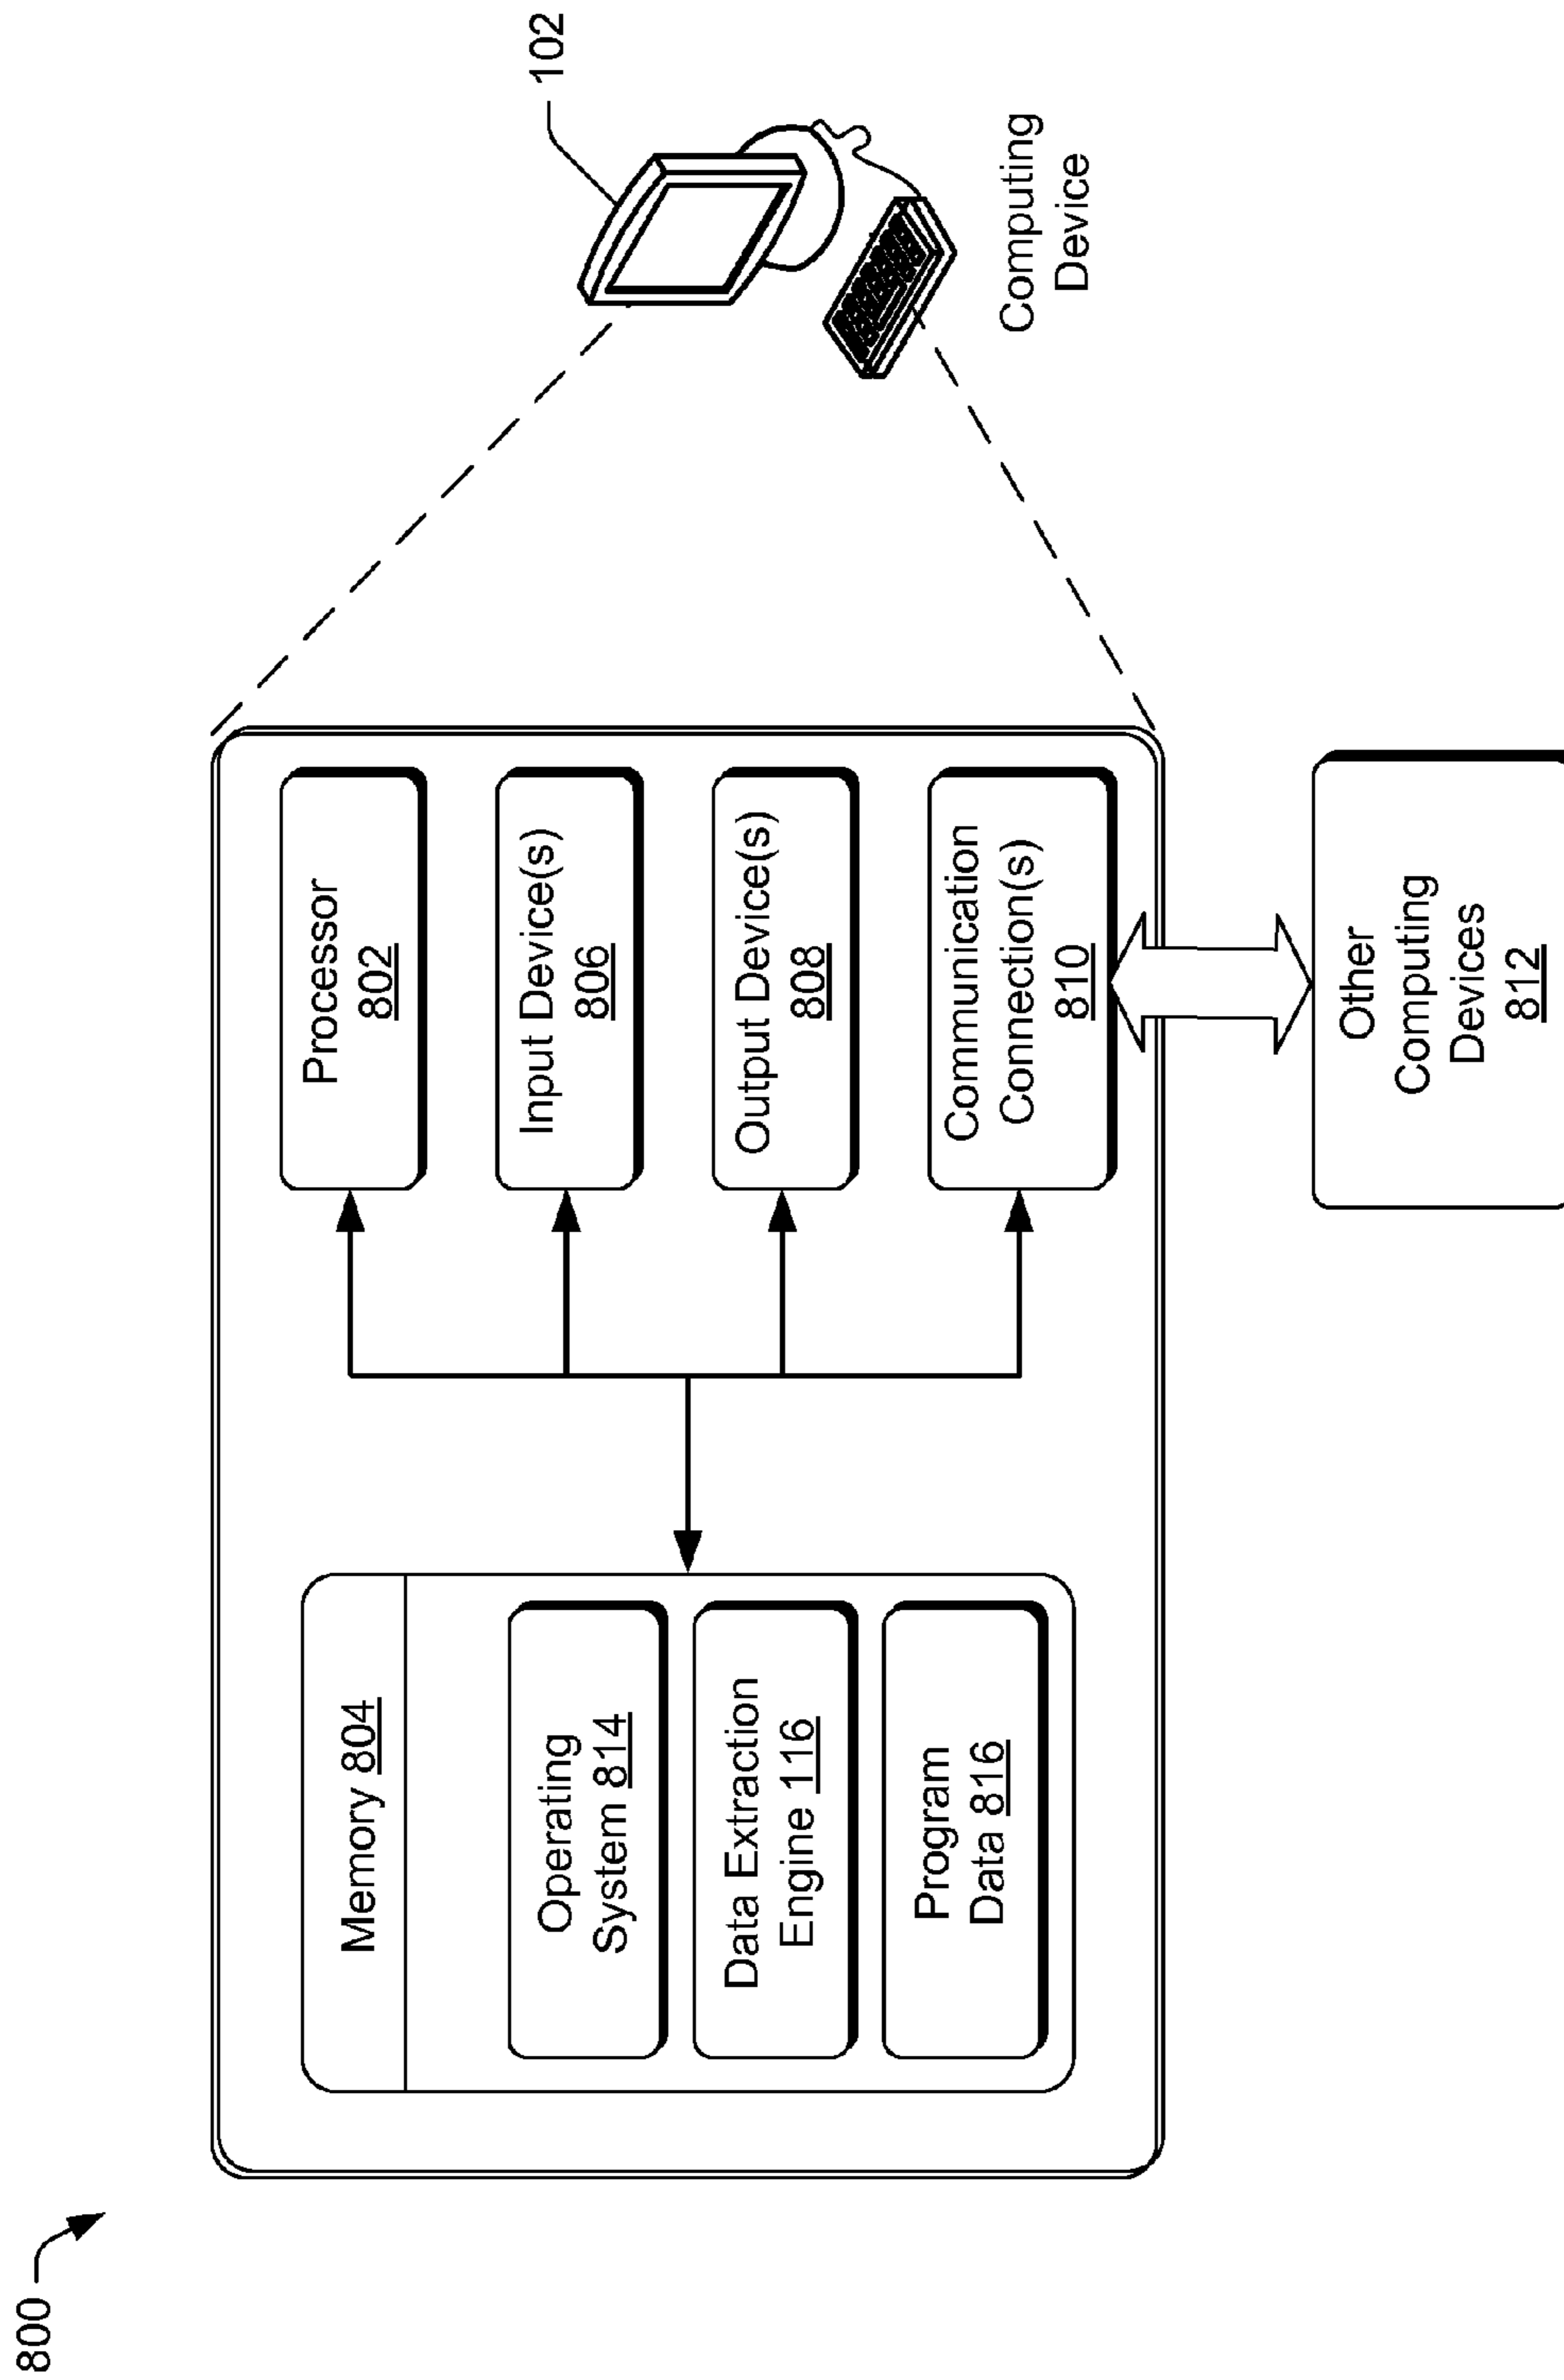 800
102
Memory 804
Operating
System 814
Data Extraction
Engine 116
Program
Data 816
Processor
802
Input Device(s)
806
Output Device(s)
808
Communication
Connection(s)
810
Computing
Device
Other
Computing
Devices
812